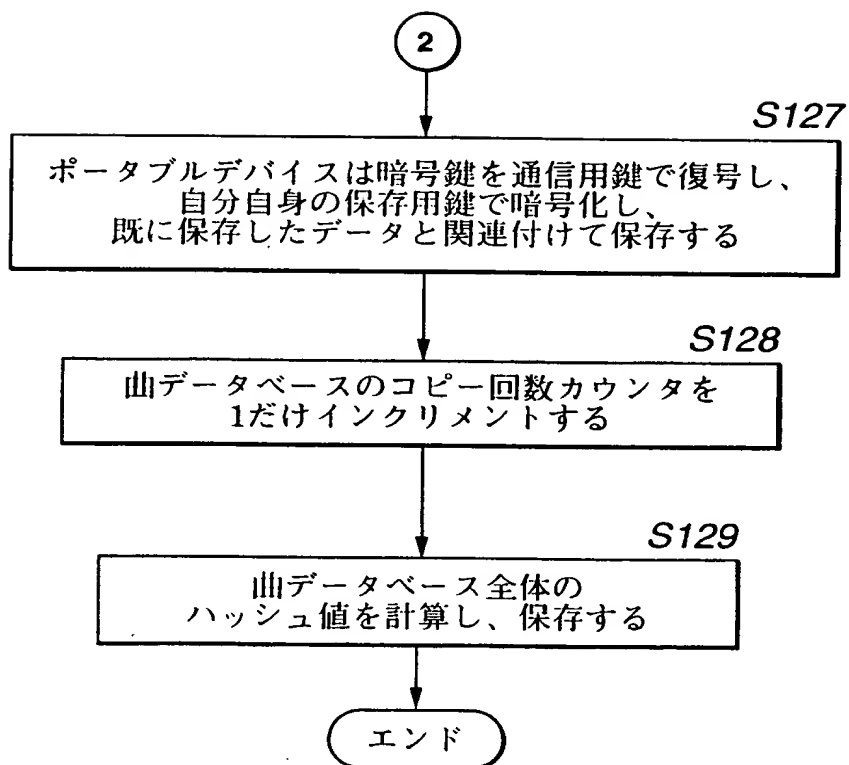 2
S127
ポータブルデバイスは暗号鍵を通信用鍵で復号し、
自分自身の保存用鍵で暗号化し、
既に保存したデータと関連付けて保存する
S128
曲データベースのコピー回数カウンタを
1だけインクリメントする
S129
曲データベース全体の
ハッシュ値を計算し、保存する
エンド